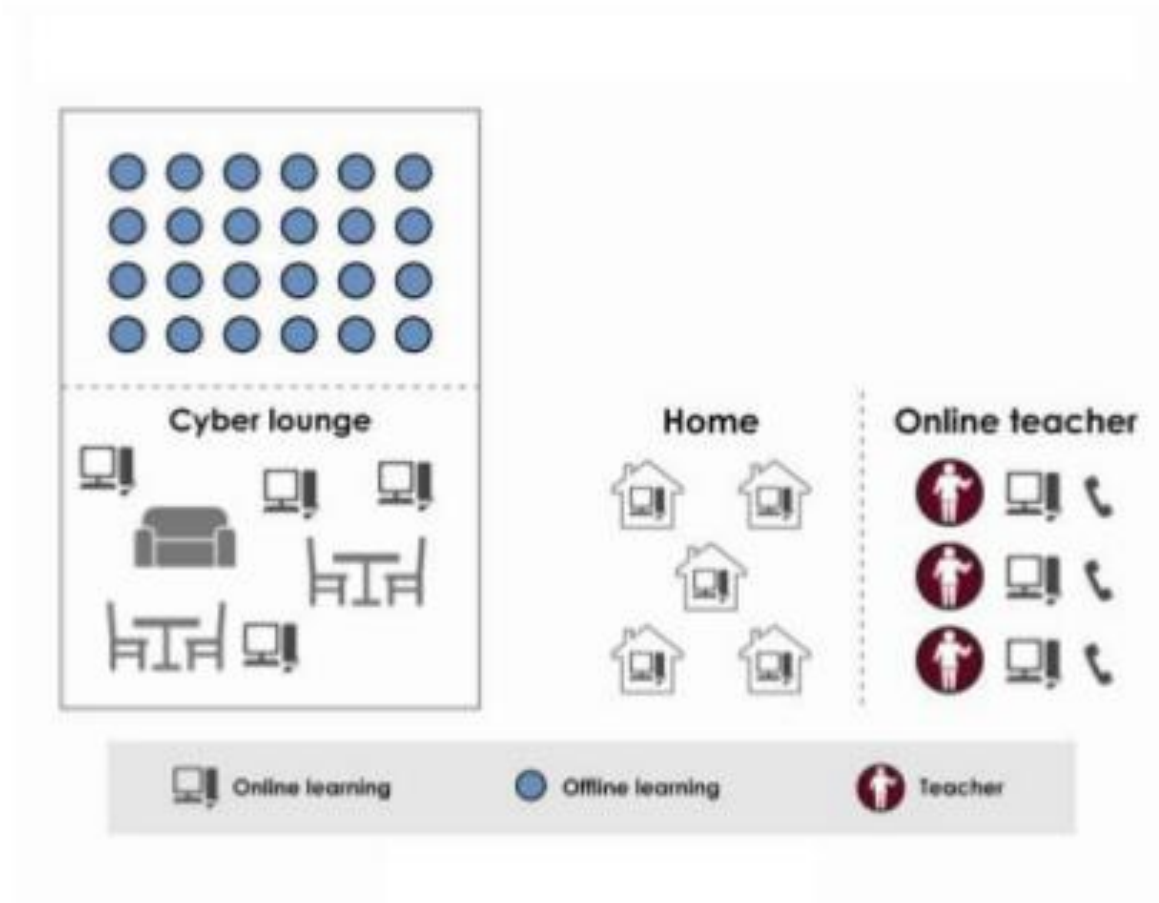 Cyber lounge
Home
Online teacher
Online learning
Offline learning
Teacher